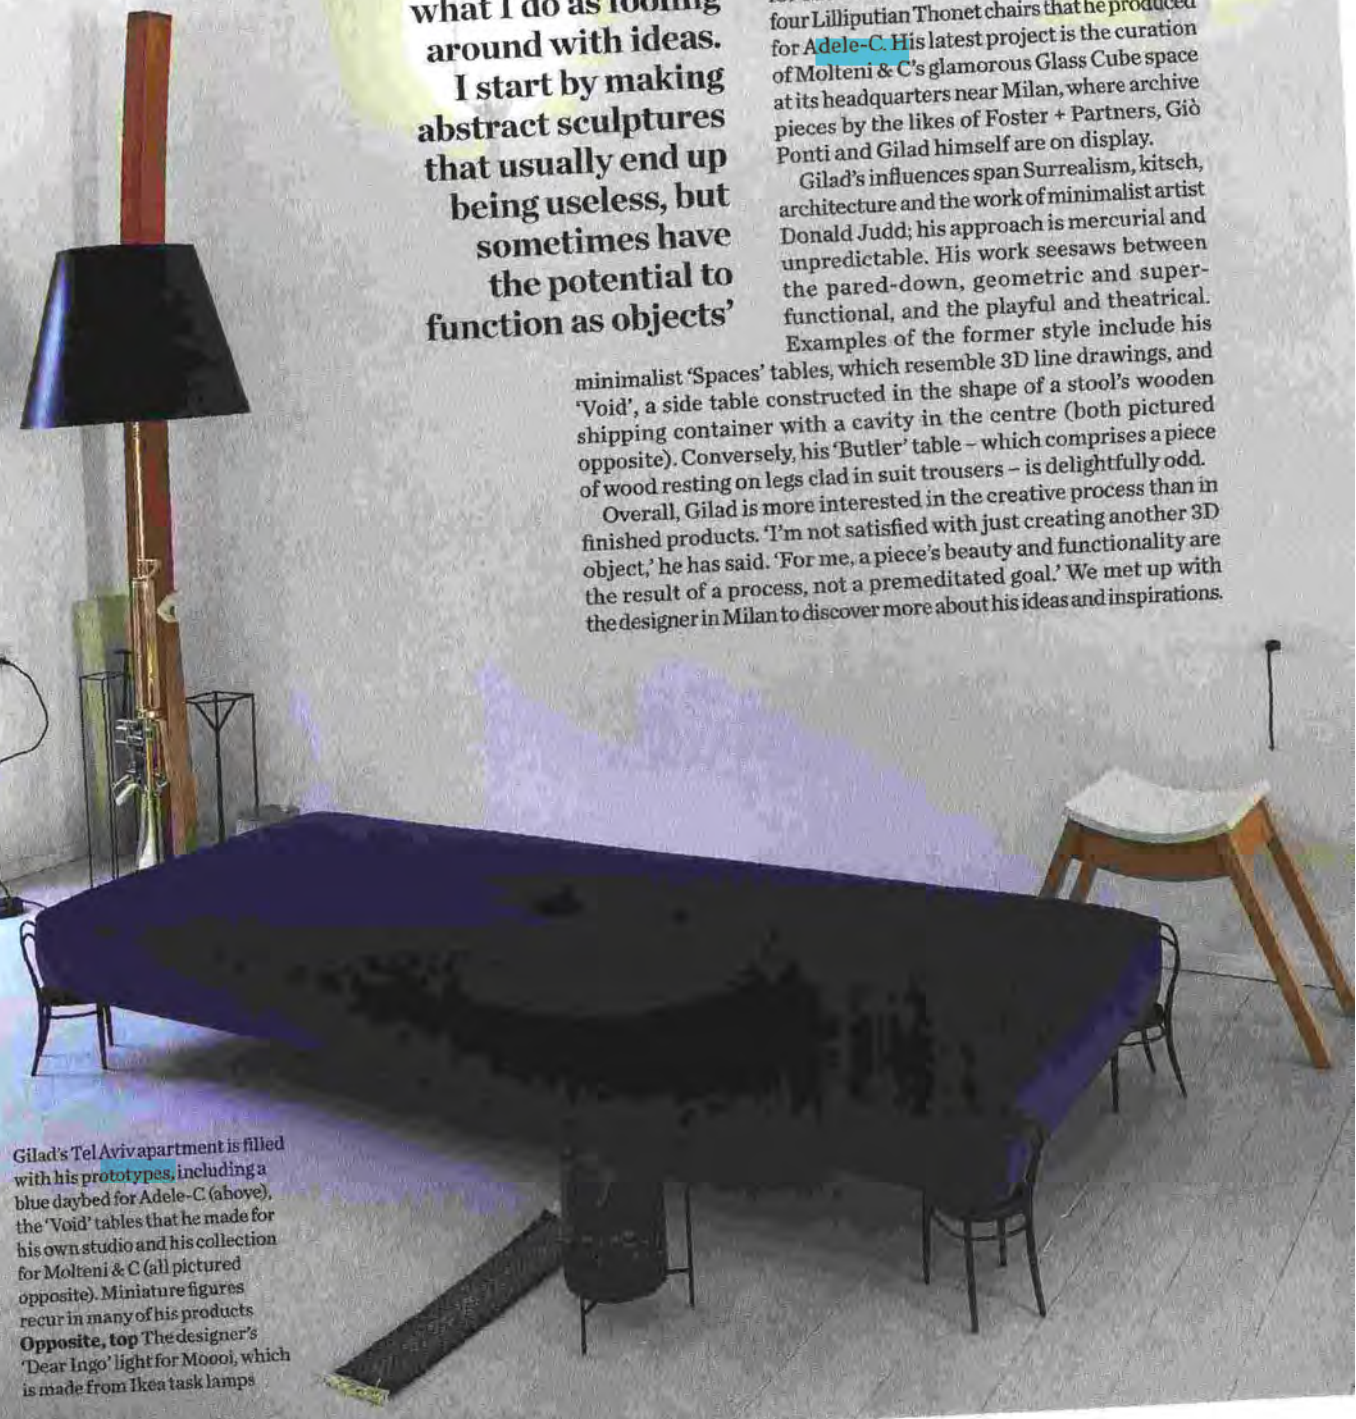 what I do as fooling
around with ideas.
I start by making
abstract sculptures
that usually end up
being useless, but
sometimes have
the potential to
function as objects’
four Lilliputian Thonet chairs that he produced
for Adele-C. His latest project is the curation
of Molteni & C’s glamorous Glass Cube space
at its headquarters near Milan, where archive
pieces by the likes of Foster + Partners, Giò
Ponti and Gilad himself are on display.
Gilad’s influences span Surrealism, kitsch,
architecture and the work of minimalist artist
Donald Judd; his approach is mercurial and
unpredictable. His work seesaws between
the pared-down, geometric and super-
functional, and the playful and theatrical.
Examples of the former style include his
minimalist ‘Spaces’ tables, which resemble 3D line drawings, and
‘Void’, a side table constructed in the shape of a stool’s wooden
shipping container with a cavity in the centre (both pictured
opposite). Conversely, his ‘Butler’ table – which comprises a piece
of wood resting on legs clad in suit trousers – is delightfully odd.
Overall, Gilad is more interested in the creative process than in
finished products. ‘I’m not satisfied with just creating another 3D
object,’ he has said. ‘For me, a piece’s beauty and functionality are
the result of a process, not a premeditated goal.’ We met up with
the designer in Milan to discover more about his ideas and inspirations.
Gilad’s Tel Aviv apartment is filled
with his prototypes, including a
blue daybed for Adele-C (above),
the ‘Void’ tables that he made for
his own studio and his collection
for Molteni & C (all pictured
opposite). Miniature figures
recur in many of his products
Opposite, top The designer’s
‘Dear Ingo’ light for Moooi, which
is made from Ikea task lamps